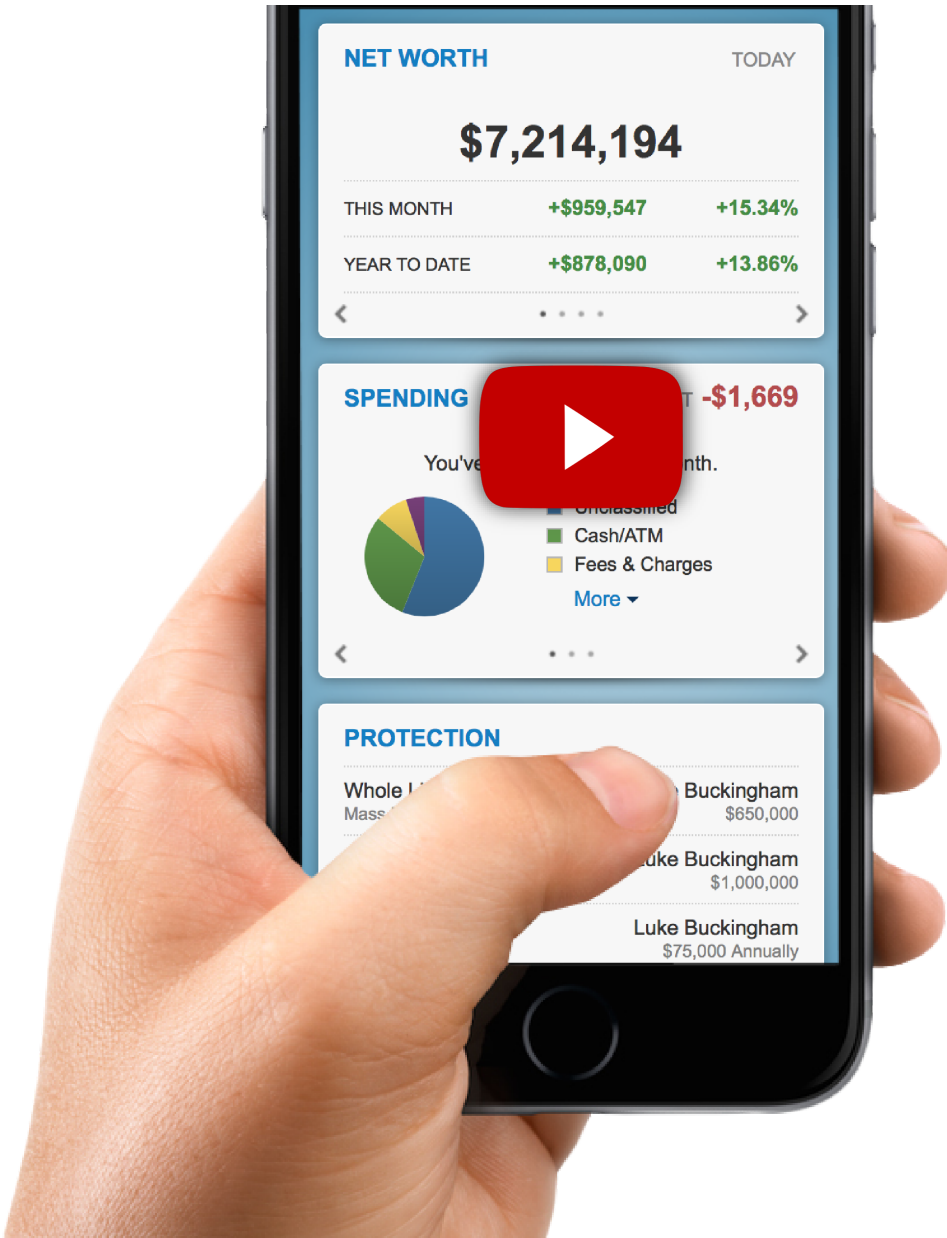 NET WORTH TODAY
$7,214,194
THIS MONTH +$959,547 +15.34%
YEAR TO DATE +$878,090 +13.86%
SPENDING -$1,669
Unclassified
Cash/ATM
Fees & Charges
More
PROTECTION
Whole Buckingham
$650,000
Luke Buckingham
$1,000,000
Luke Buckingham
$75,000 Annually